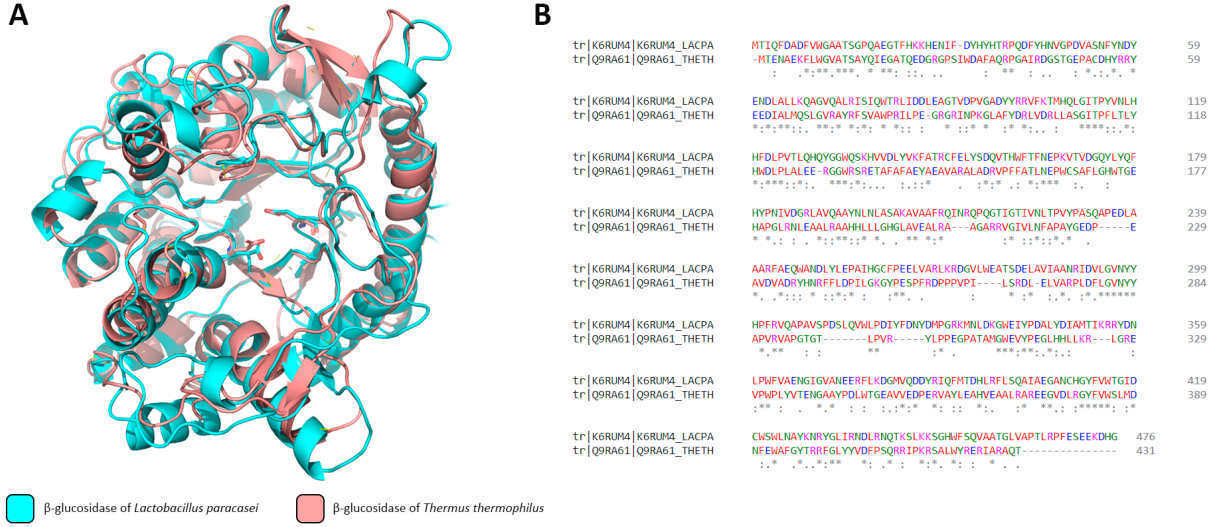 A
B
tr|K6RUM4|K6RUM4_LACPA MTIQFDADFVWGAATSGPQAEGTFHKKHENIF-DYHYHTRPQDFYHNVGPDVASNFYNDY 59
tr|Q9RA61|Q9RA61_THETH -MTENAEKFLWGVATSAYQIEGATQEDGRGPSIWDAFAQRPGAIRDGSTGEPACDHYRRY 59
tr|K6RUM4|K6RUM4_LACPA ENDLALLKQAGVQALRISIQWTRLIDDLEAGTVDPVGADYYRRVFKTMHQLGITPYVNLH 119
tr|Q9RA61|Q9RA61_THETH EEDIALMQSLGVRAYRFSVAWPRILPE-GRGRINPKGLAFYDRLVDRLLASGITPFLTLY 118
tr|K6RUM4|K6RUM4_LACPA HFDLPVTLQHQYGGWQSKHVVDLYVKFATRCFELYSDQVTHWFTFNEPKVTVDGQYLYQF 179
tr|Q9RA61|Q9RA61_THETH HWDLPLALEE-RGGWRSRETAFAFAEYAEAVARALADRVPFFATLNEPWCSAFLGHWTGE 177
tr|K6RUM4|K6RUM4_LACPA HYPNIVDGRLAVQAAYNLNLASAKAVAAFRQINRQPQGTIGTIVNLTPVYPASQAPEDLA 239
tr|Q9RA61|Q9RA61_THETH HAPGLRNLEAALRAAHHLLLGHGLAVEALRA---AGARRVGIVLNFAPAYGEDP-----E 229
tr|K6RUM4|K6RUM4_LACPA AARFAEQWANDLYLEPAIHGCFPEELVARLKRDGVLWEATSDELAVIAANRIDVLGVNYY 299
tr|Q9RA61|Q9RA61_THETH AVDVADRYHNRFFLDPILGKGYPESPFRDPPPVPI----LSRDL-ELVARPLDFLGVNYY 284
tr|K6RUM4|K6RUM4_LACPA HPFRVQAPAVSPDSLQVWLPDIYFDNYDMPGRKMNLDKGWEIYPDALYDIAMTIKRRYDN 359
tr|Q9RA61|Q9RA61_THETH APVRVAPGTGT--------LPVR-----YLPPEGPATAMGWEVYPEGLHHLLKR--LGRE 329
tr|K6RUM4|K6RUM4_LACPA LPWFVAENGIGVANEERFLKDGMVQDDYRIQFMTDHLRFLSQAIAEGANCHGYFVWTGID 419
tr|Q9RA61|Q9RA61_THETH VPWPLYVTENGAAYPDLWTGEAVVEDPERVAYLEAHVEAALRAREEGVDLRGYFVWSLMD 389
tr|K6RUM4|K6RUM4_LACPA CWSWLNAYKNRYGLIRNDLRNQTKSLKKSGHWFSQVAATGLVAPTLRPFESEEKDHG 476
tr|Q9RA61|Q9RA61_THETH NFEWAFGYTRRFGLYYVDFPSQRRIPKRSALWYRERIARAQT--------------- 431
β-glucosidase of Lactobacillus paracasei
β-glucosidase of Thermus thermophilus